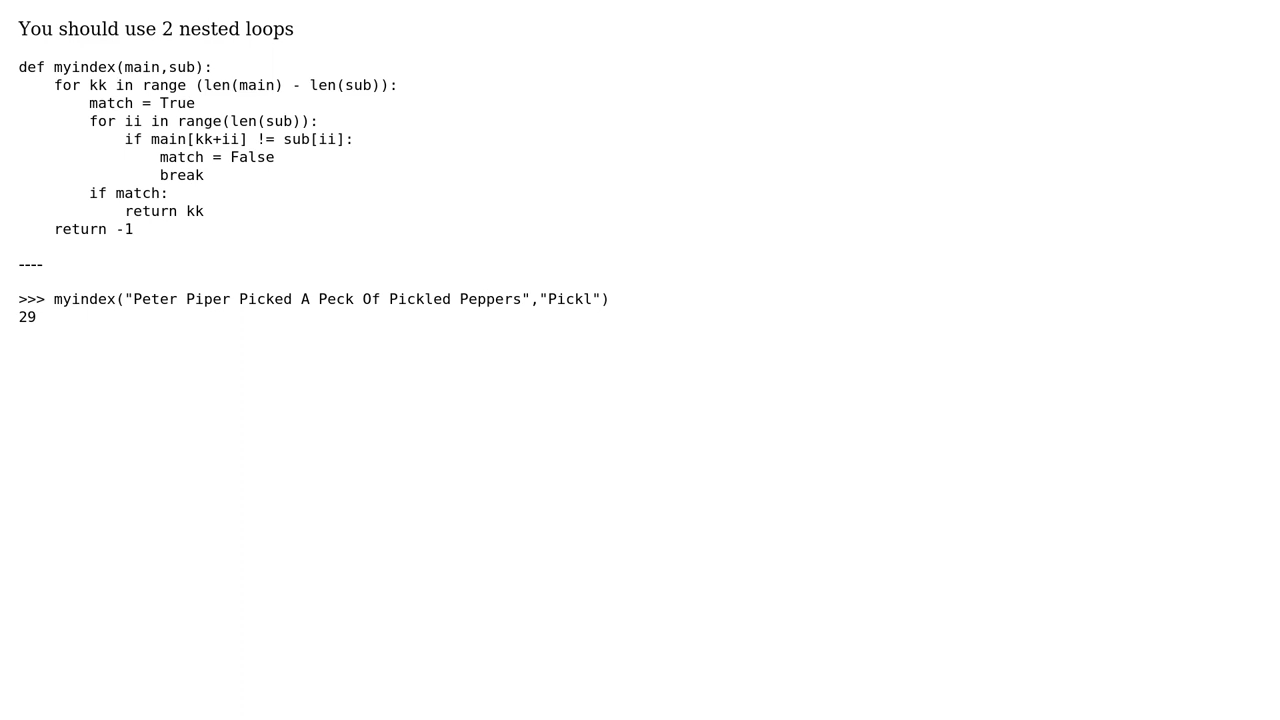 You should use 2 nested loops
def myindex(main,sub):
    for kk in range (len(main) - len(sub)):
        match = True
        for ii in range(len(sub)):
            if main[kk+ii] != sub[ii]:
                match = False
                break
        if match:
            return kk
    return -1
----
>>> myindex("Peter Piper Picked A Peck Of Pickled Peppers","Pickl")
29